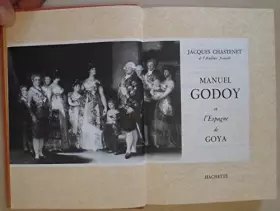 JACQUES CHASTENET
de l'Académie française
MANUEL
GODOY
et
l'Espagne
de
GOYA
HACHETTE